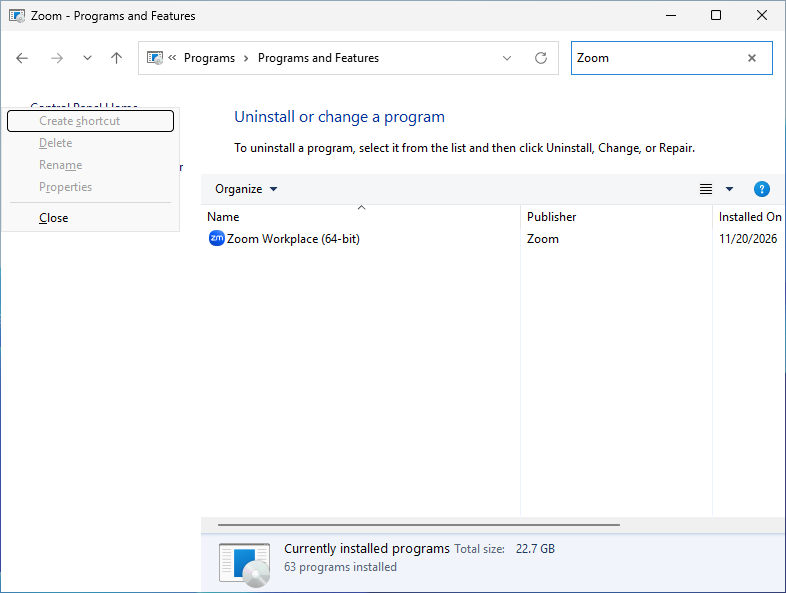 Zoom - Programs and Features
« Programs › Programs and Features
Zoom
Create shortcut
Delete
Rename
Properties
Close
Uninstall or change a program
To uninstall a program, select it from the list and then click Uninstall, Change, or Repair.
Organize
Name Publisher Installed On
zm Zoom Workplace (64-bit) Zoom 11/20/2026
Currently installed programs Total size: 22.7 GB
63 programs installed